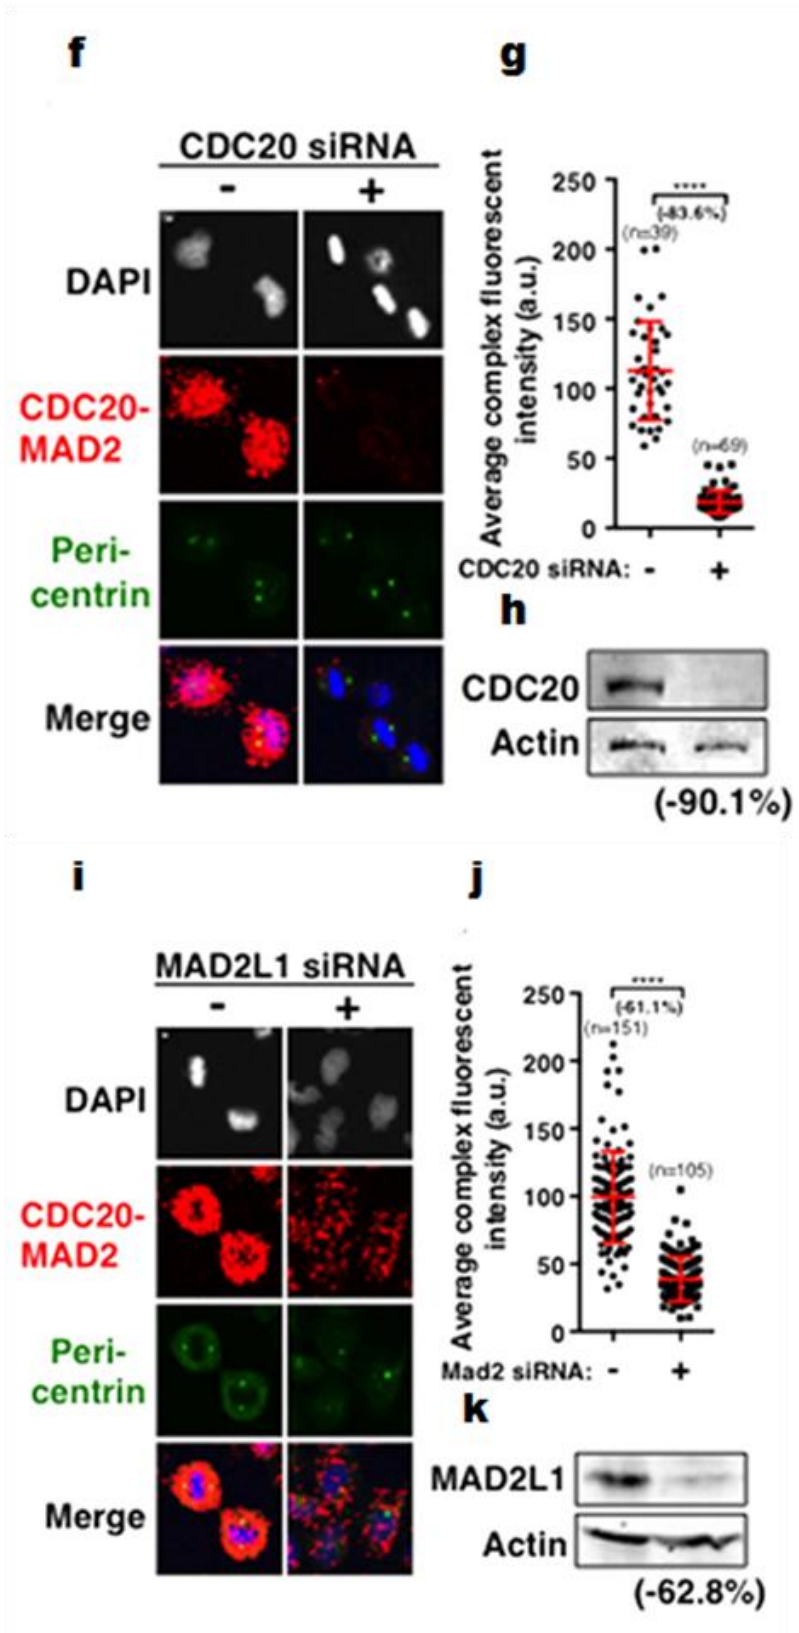 f
g
CDC20 siRNA
- +
DAPI
CDC20-
MAD2
Peri-
centrin
Merge
Average complex fluorescent
intensity (a.u.)
250
200
150
100
50
0
****
(-83.6%)
(n=39)
(n=69)
CDC20 siRNA: - +
h
CDC20
Actin
(-90.1%)
i
j
MAD2L1 siRNA
- +
DAPI
CDC20-
MAD2
Peri-
centrin
Merge
Average complex fluorescent
intensity (a.u.)
250
200
150
100
50
0
****
(-61.1%)
(n=151)
(n=105)
Mad2 siRNA: - +
k
MAD2L1
Actin
(-62.8%)